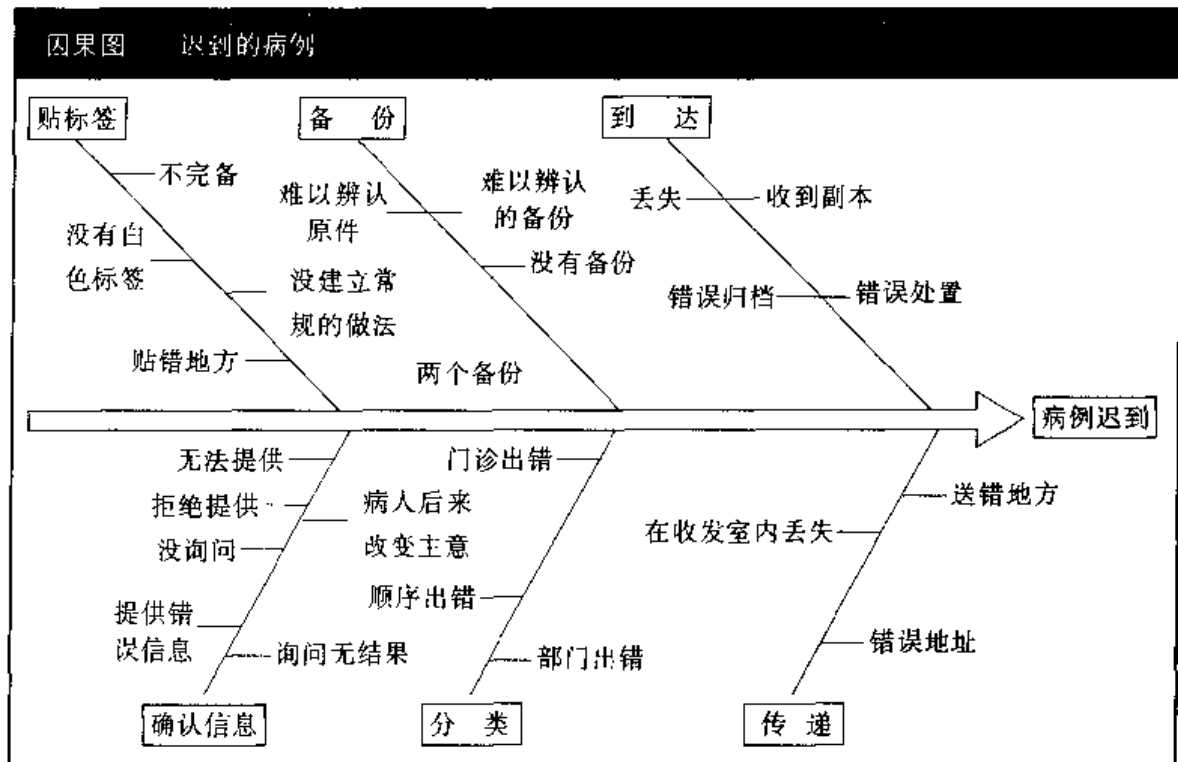 因果图 迟到的病例
贴标签
备 份
到 达
不完备
没有白
色标签
没建立常
规的做法
贴错地方
难以辨认
原件
难以辨认
的备份
没有备份
两个备份
丢失
收到副本
错误归档
错误处置
病例迟到
无法提供
拒绝提供
没询问
病人后来
改变主意
提供错
误信息
询问无结果
门诊出错
顺序出错
部门出错
送错地方
在收发室内丢失
错误地址
确认信息
分 类
传 递